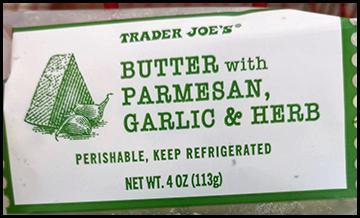 TRADER JOE'S®
BUTTER with
PARMESAN,
GARLIC & HERB
PERISHABLE, KEEP REFRIGERATED
NET WT. 4 OZ (113g)